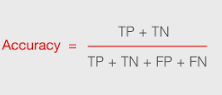 TP + TN
Accuracy =
TP + TN + FP + FN